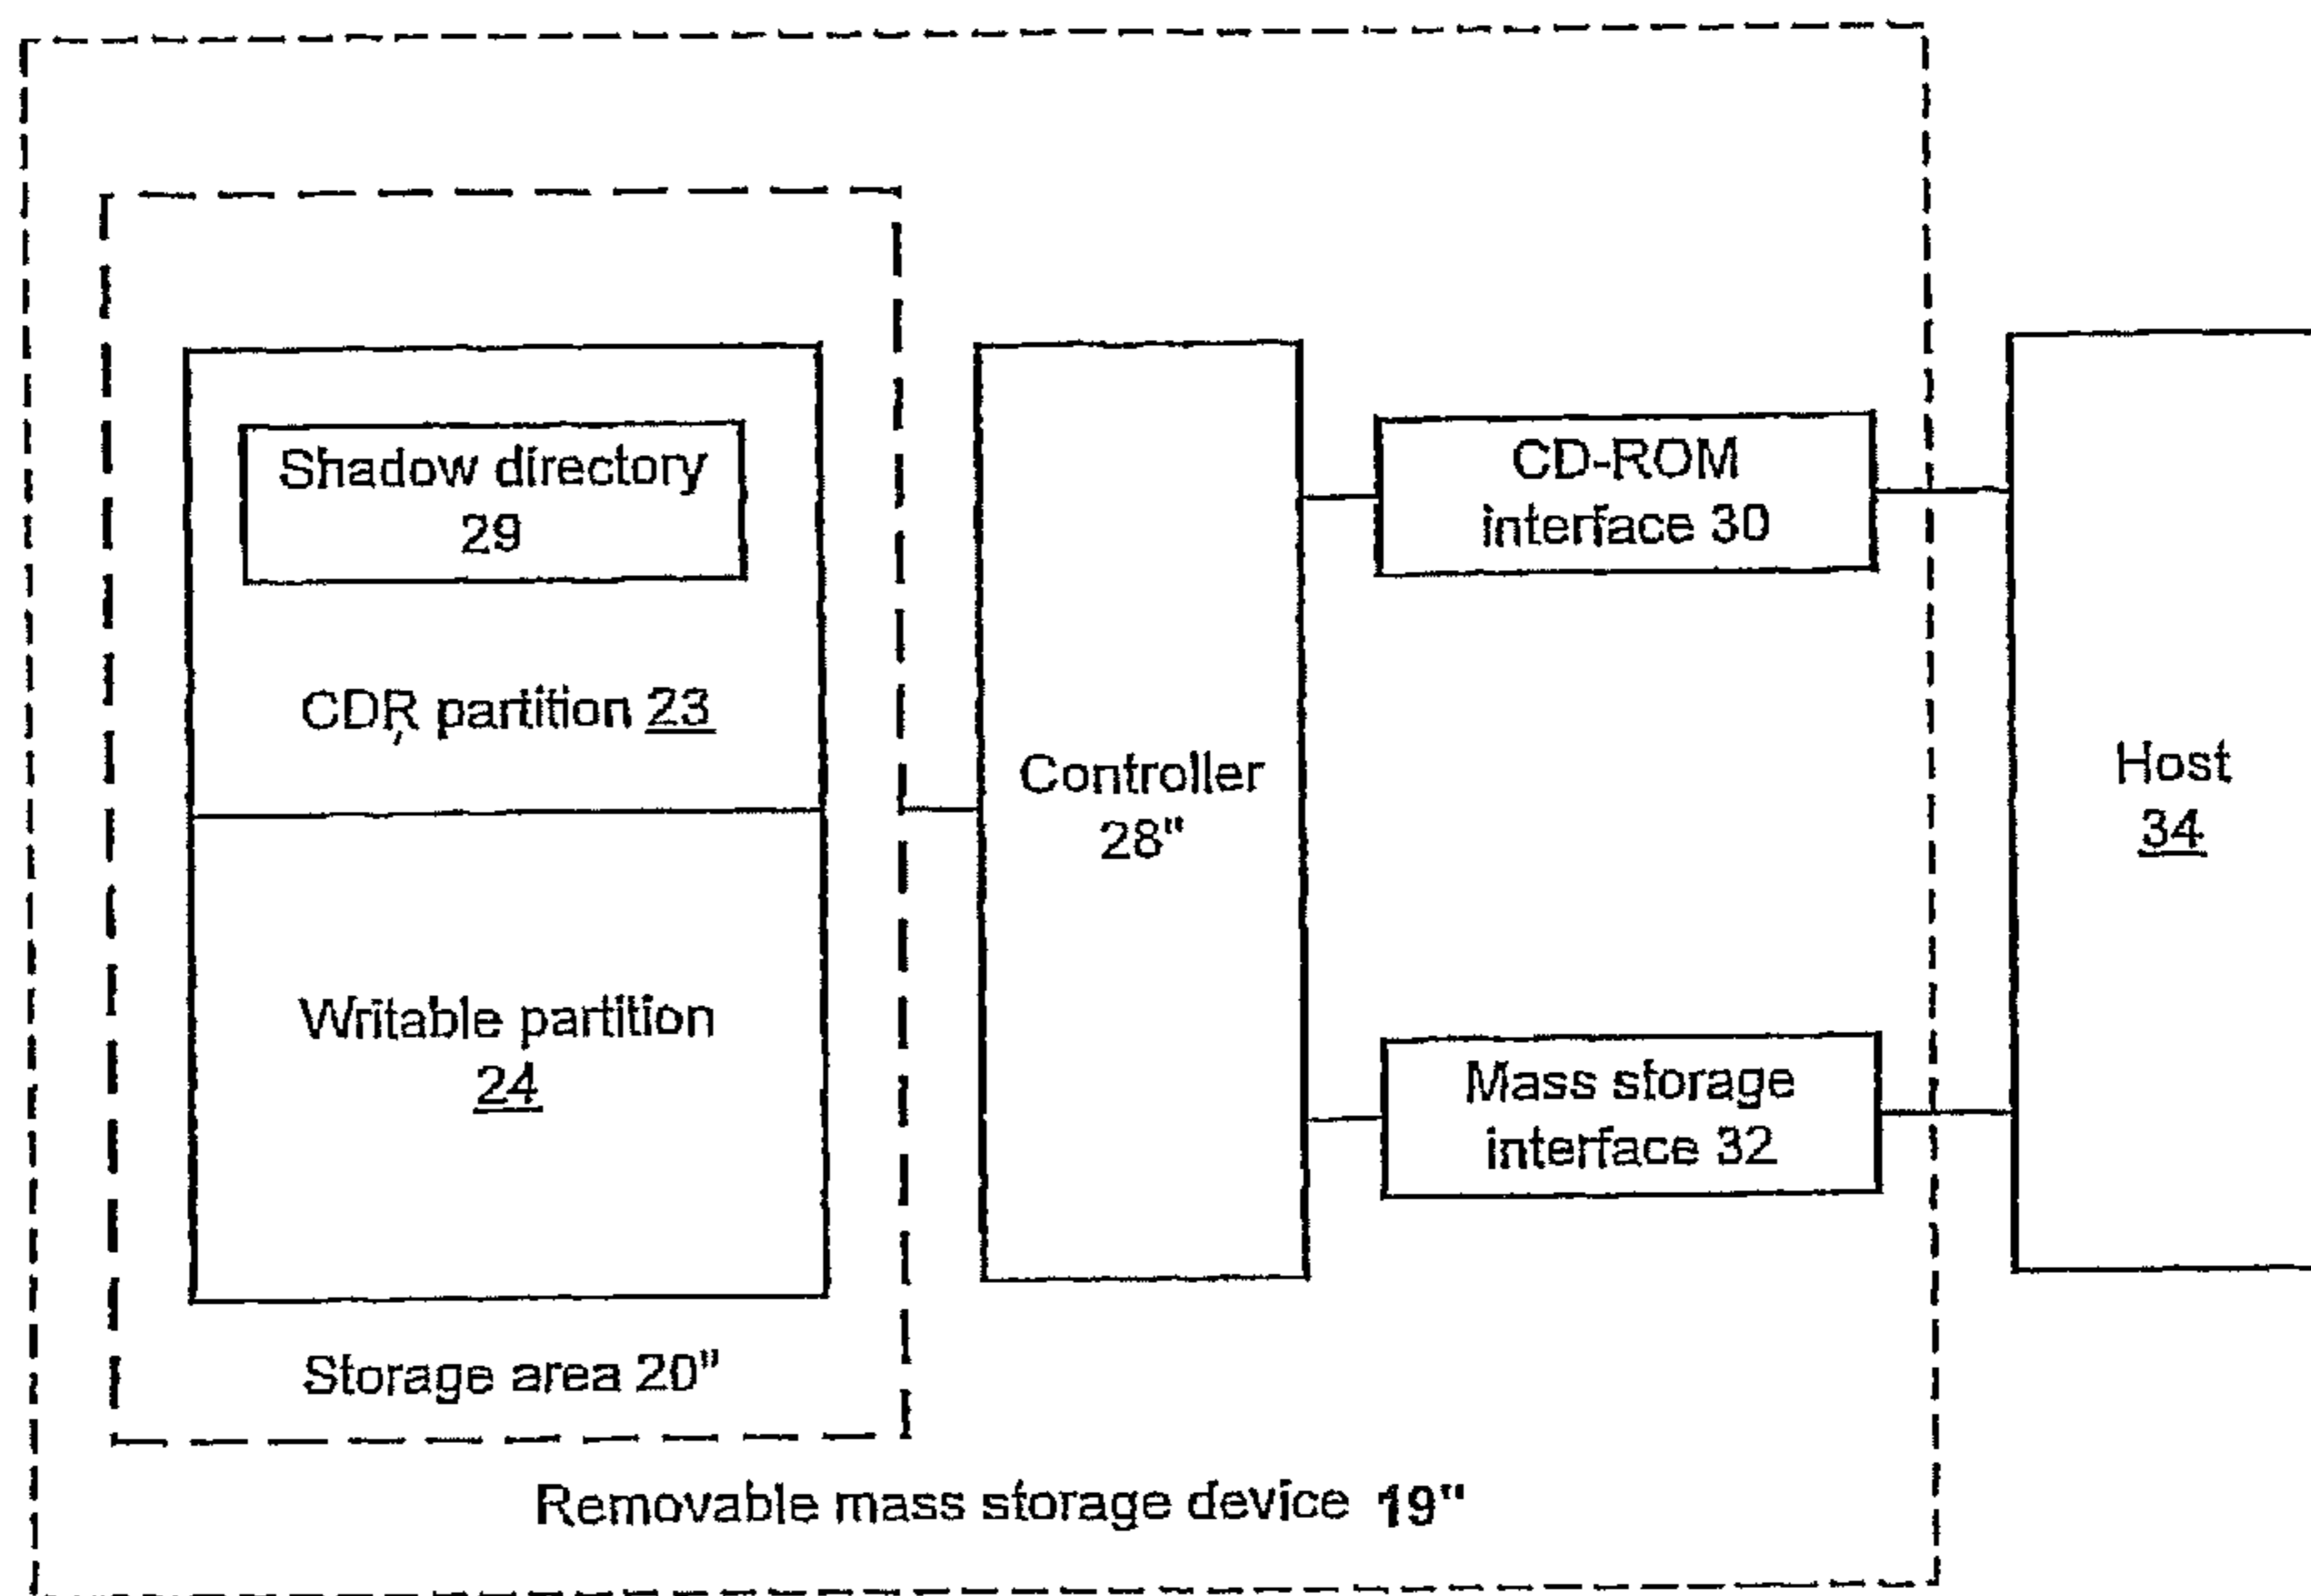 Shadow directory
29
CDR partition 23
Writable partition
24
Storage area 20"
Controller
28"
CD-ROM
interface 30
Mass storage
interface 32
Host
34
Removable mass storage device 19"